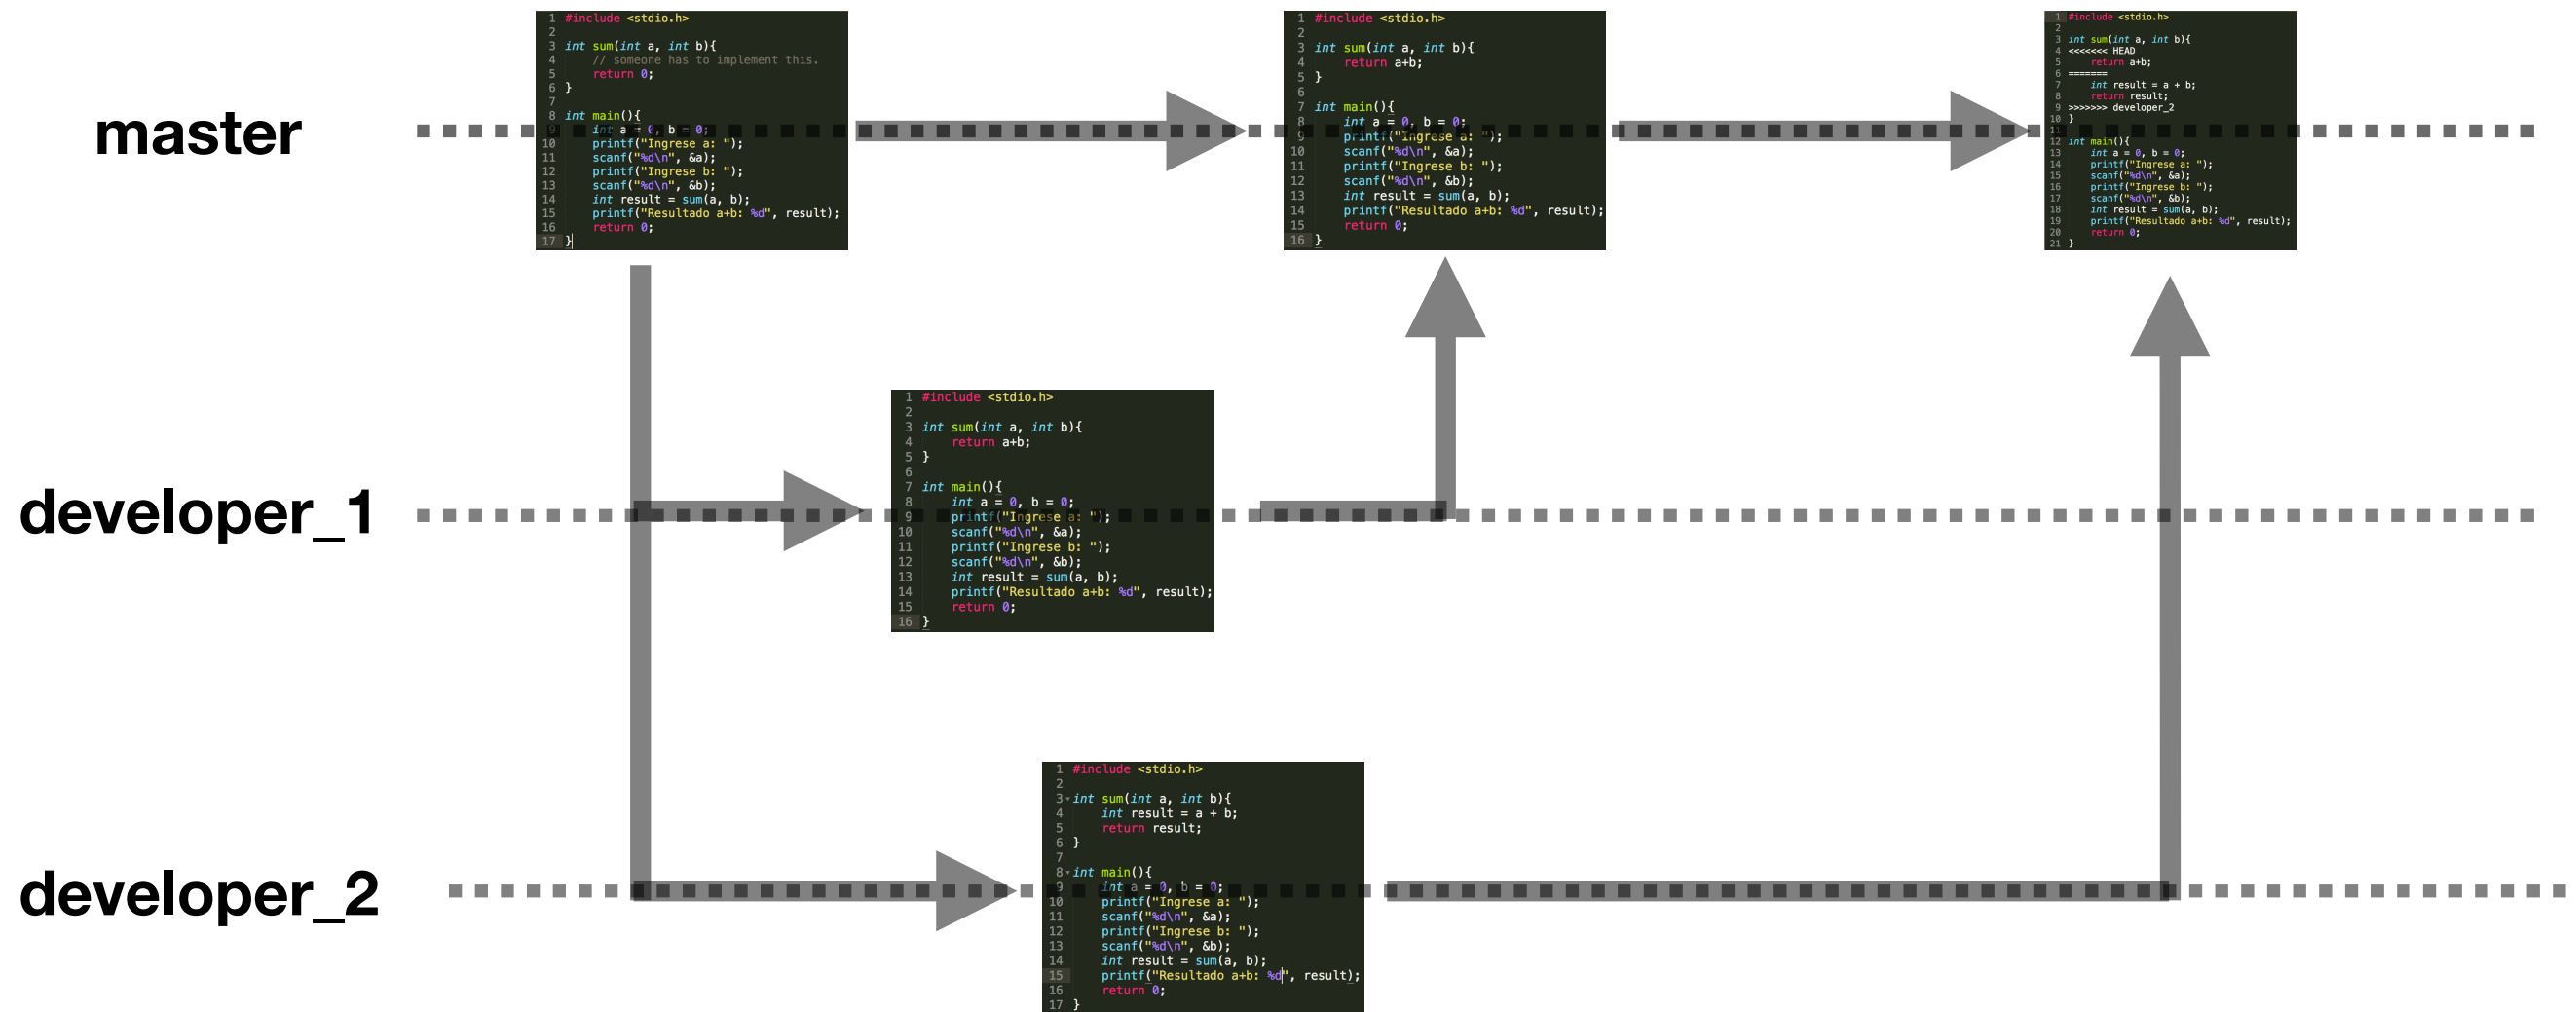 master
1 #include <stdio.h>
2
3 int sum(int a, int b){
4     // someone has to implement this.
5     return 0;
6 }
7
8 int main(){
9     int a = 0, b = 0;
10     printf("Ingrese a: ");
11     scanf("%d\n", &a);
12     printf("Ingrese b: ");
13     scanf("%d\n", &b);
14     int result = sum(a, b);
15     printf("Resultado a+b: %d", result);
16     return 0;
17 }
1 #include <stdio.h>
2
3 int sum(int a, int b){
4     return a+b;
5 }
6
7 int main(){
8     int a = 0, b = 0;
9     printf("Ingrese a: ");
10     scanf("%d\n", &a);
11     printf("Ingrese b: ");
12     scanf("%d\n", &b);
13     int result = sum(a, b);
14     printf("Resultado a+b: %d", result);
15     return 0;
16 }
1 #include <stdio.h>
2
3 int sum(int a, int b){
4 <<<<<<< HEAD
5     return a+b;
6 =======
7     int result = a + b;
8     return result;
9 >>>>>>> developer_2
10 }
11
12 int main(){
13     int a = 0, b = 0;
14     printf("Ingrese a: ");
15     scanf("%d\n", &a);
16     printf("Ingrese b: ");
17     scanf("%d\n", &b);
18     int result = sum(a, b);
19     printf("Resultado a+b: %d", result);
20     return 0;
21 }
developer_1
1 #include <stdio.h>
2
3 int sum(int a, int b){
4     return a+b;
5 }
6
7 int main(){
8     int a = 0, b = 0;
9     printf("Ingrese a: ");
10     scanf("%d\n", &a);
11     printf("Ingrese b: ");
12     scanf("%d\n", &b);
13     int result = sum(a, b);
14     printf("Resultado a+b: %d", result);
15     return 0;
16 }
developer_2
1 #include <stdio.h>
2
3 int sum(int a, int b){
4     int result = a + b;
5     return result;
6 }
7
8 int main(){
9     int a = 0, b = 0;
10     printf("Ingrese a: ");
11     scanf("%d\n", &a);
12     printf("Ingrese b: ");
13     scanf("%d\n", &b);
14     int result = sum(a, b);
15     printf("Resultado a+b: %d", result);
16     return 0;
17 }